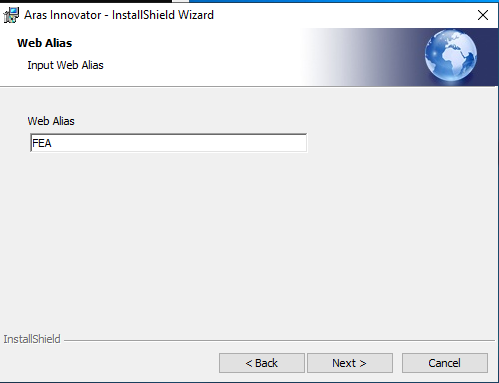 Aras Innovator - InstallShield Wizard
Web Alias
Input Web Alias
Web Alias
FEA
InstallShield
< Back Next > Cancel